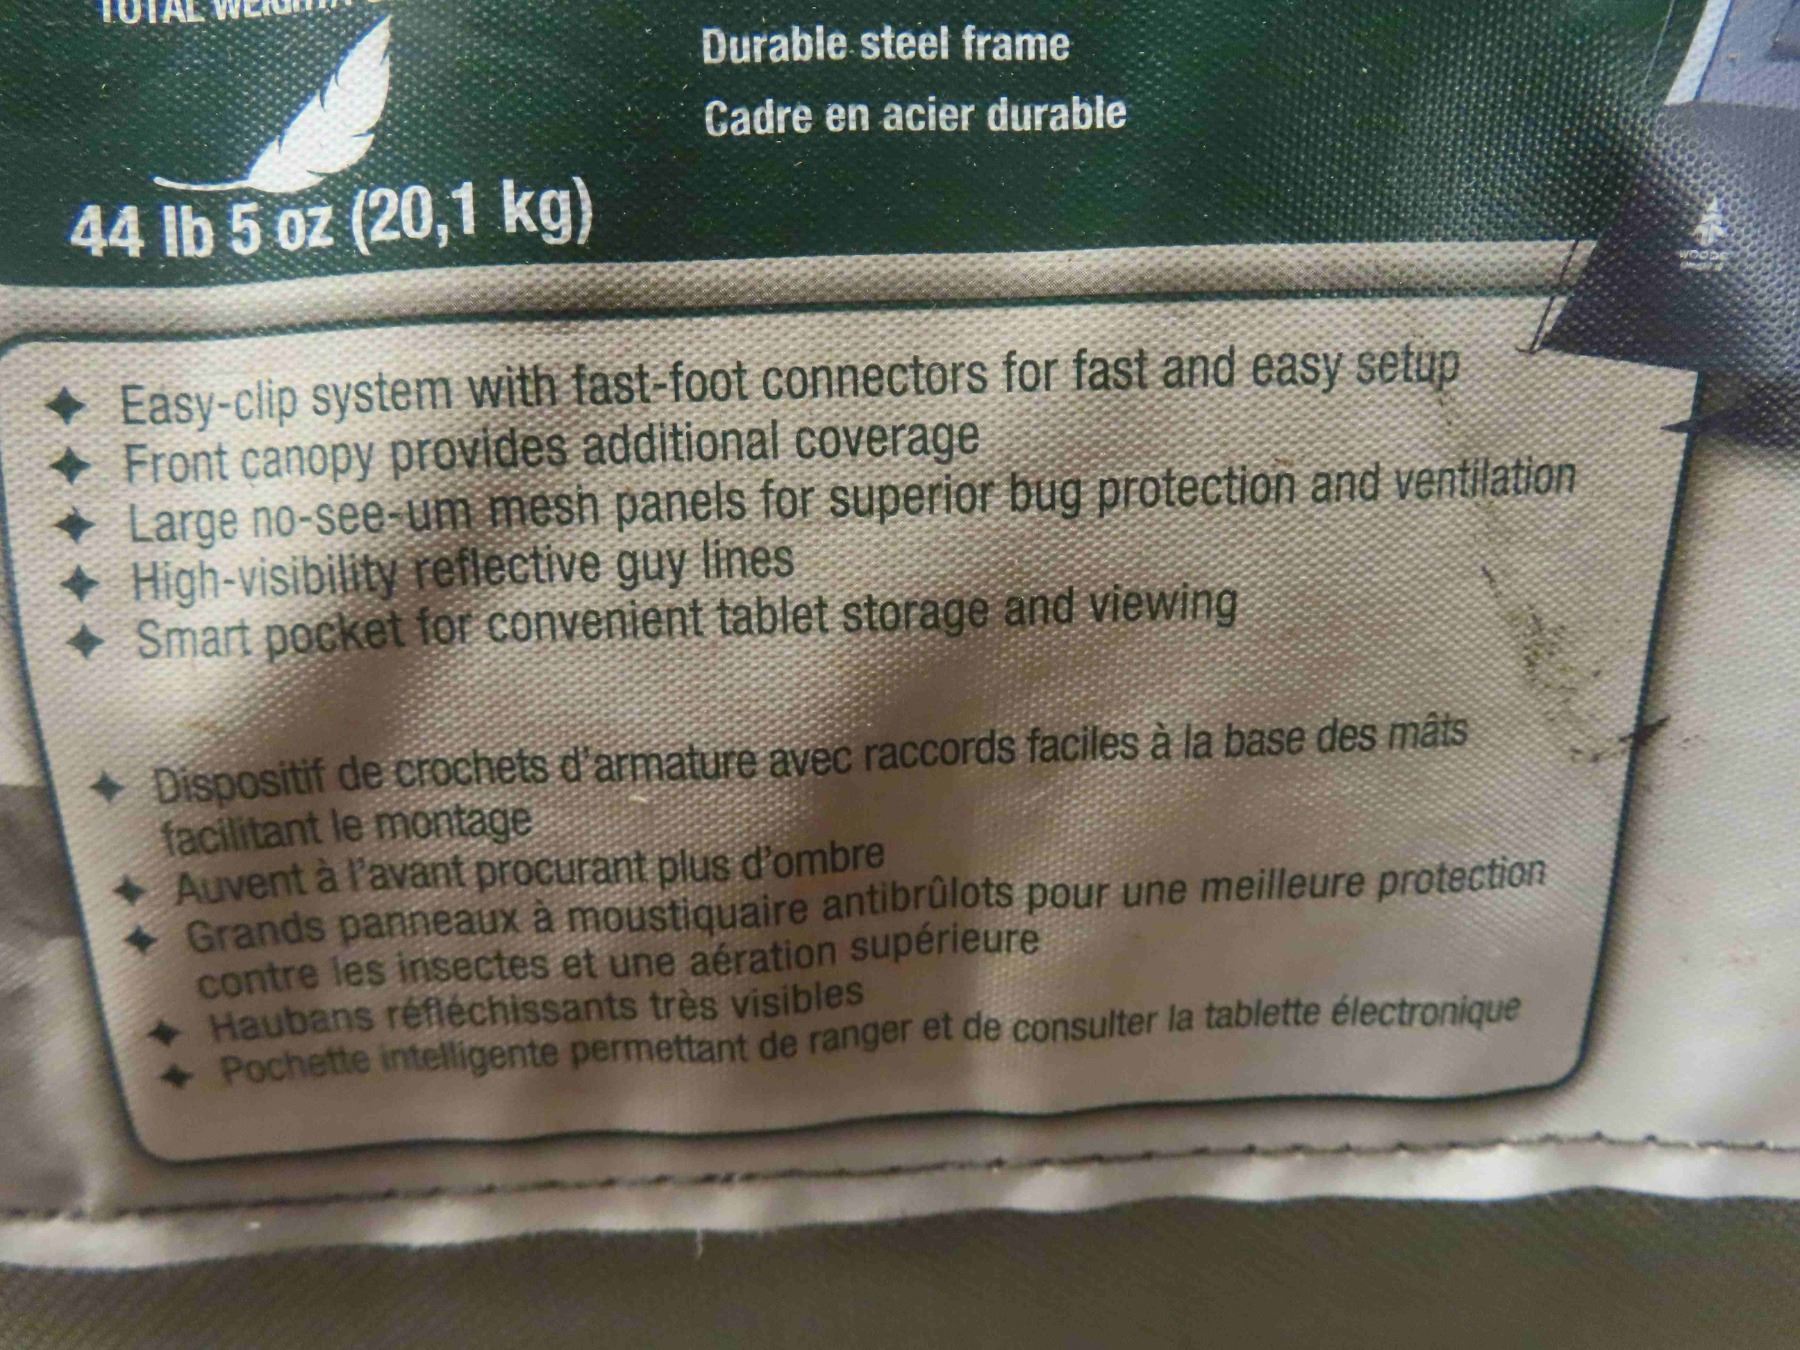 TOTAL WEIGHT
44 lb 5 oz (20,1 kg)
Durable steel frame
Cadre en acier durable
WOODS
Easy-clip system with fast-foot connectors for fast and easy setup
Front canopy provides additional coverage
Large no-see-um mesh panels for superior bug protection and ventilation
High-visibility reflective guy lines
Smart pocket for convenient tablet storage and viewing
Dispositif de crochets d'armature avec raccords faciles à la base des mâts
facilitant le montage
Auvent à l'avant procurant plus d'ombre
Grands panneaux à moustiquaire antibrûlots pour une meilleure protection
contre les insectes et une aération supérieure
Haubans réfléchissants très visibles
Pochette intelligente permettant de ranger et de consulter la tablette électronique